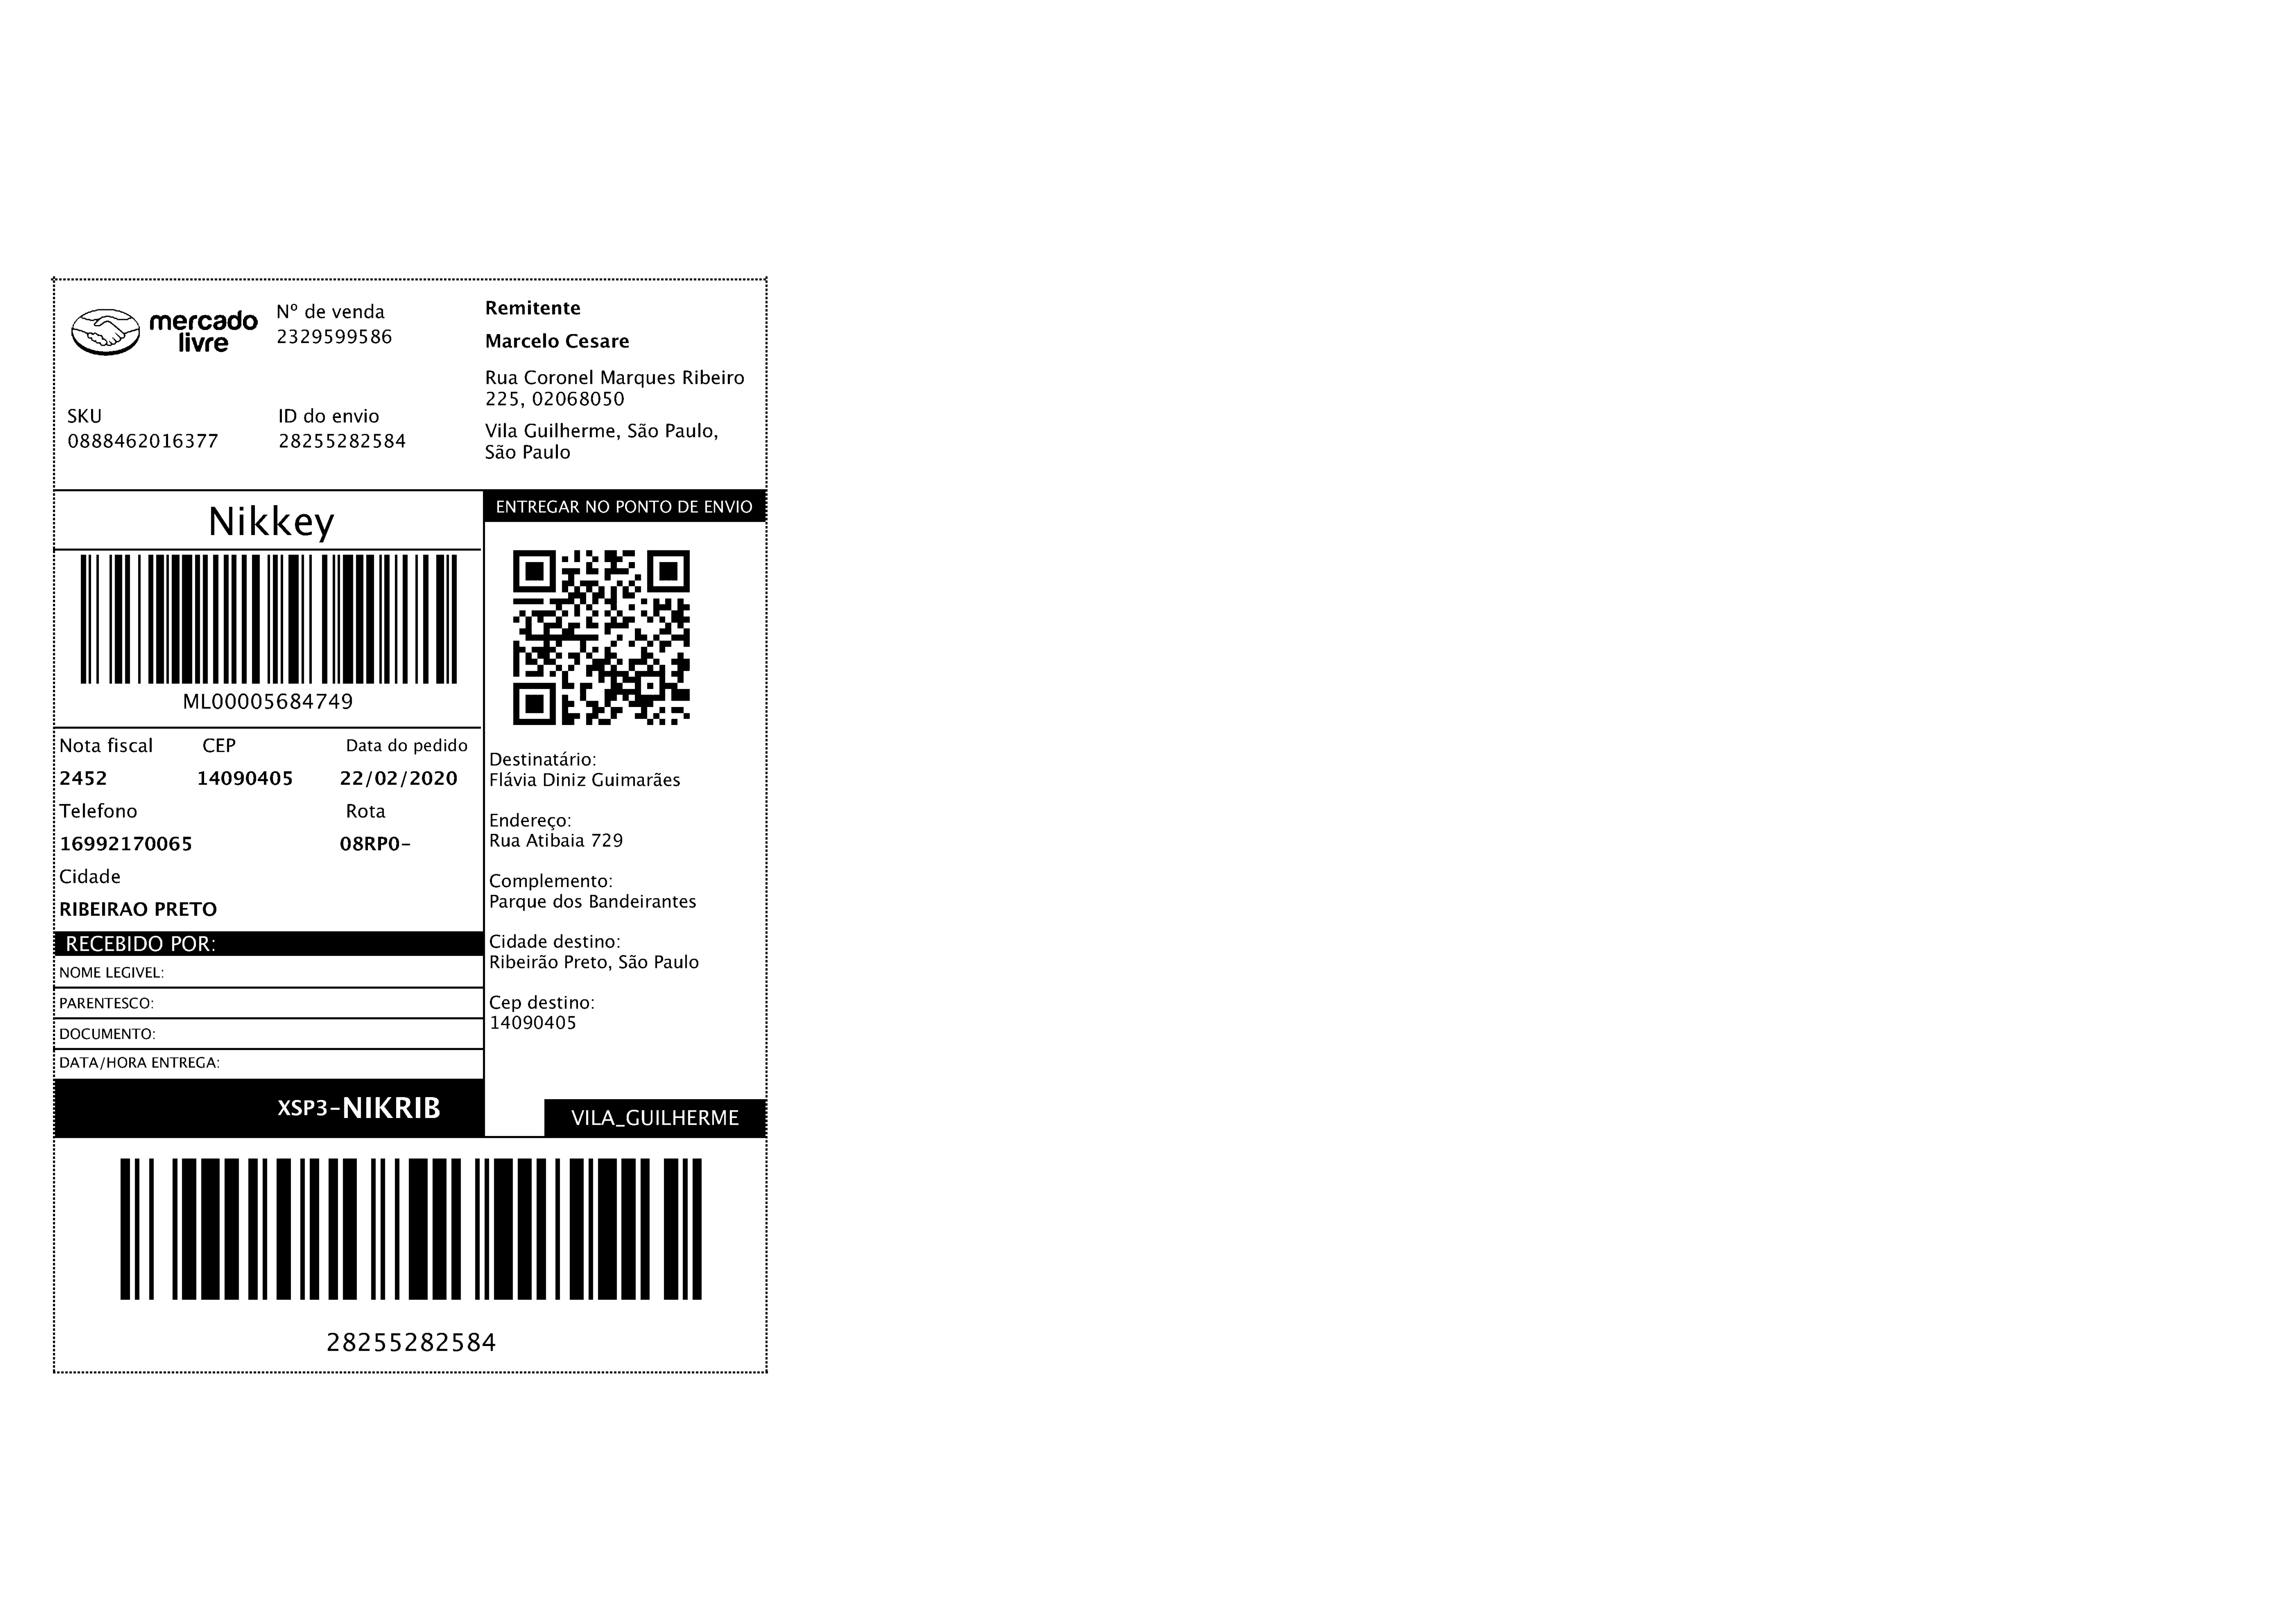 mercado
livre
Nº de venda
2329599586
SKU
0888462016377
ID do envio
28255282584
Remitente
Marcelo Cesare
Rua Coronel Marques Ribeiro
225, 02068050
Vila Guilherme, São Paulo,
São Paulo
Nikkey
ML00005684749
Nota fiscal CEP Data do pedido
2452 14090405 22/02/2020
Telefono Rota
16992170065 08RP0-
Cidade
RIBEIRAO PRETO
RECEBIDO POR:
NOME LEGIVEL:
PARENTESCO:
DOCUMENTO:
DATA/HORA ENTREGA:
XSP3-NIKRIB
ENTREGAR NO PONTO DE ENVIO
Destinatário:
Flávia Diniz Guimarães
Endereço:
Rua Atibaia 729
Complemento:
Parque dos Bandeirantes
Cidade destino:
Ribeirão Preto, São Paulo
Cep destino:
14090405
VILA_GUILHERME
28255282584